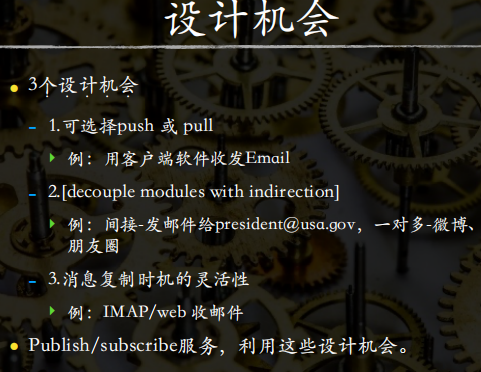 设计机会
3个设计机会
1.可选择push 或 pull
例：用客户端软件收发Email
2.[decouple modules with indirection]
例：间接-发邮件给president@usa.gov，一对多-微博、
朋友圈
3.消息复制时机的灵活性
例：IMAP/web 收邮件
Publish/subscribe服务，利用这些设计机会。